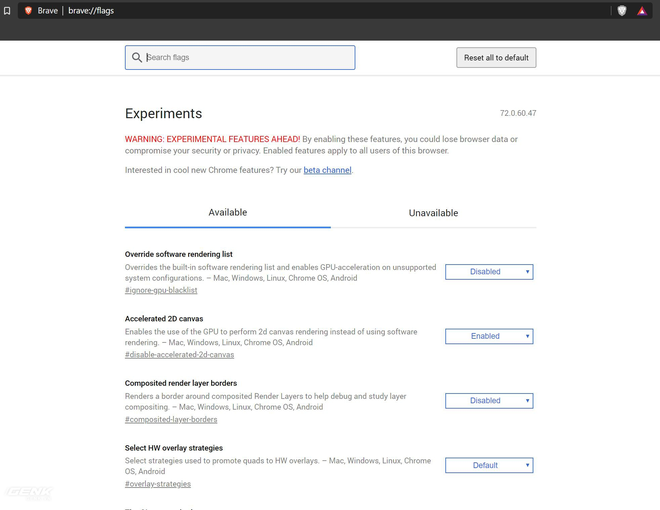 Brave | brave://flags
Search flags
Reset all to default
Experiments
72.0.60.47
WARNING: EXPERIMENTAL FEATURES AHEAD! By enabling these features, you could lose browser data or
compromise your security or privacy. Enabled features apply to all users of this browser.
Interested in cool new Chrome features? Try our beta channel.
Available
Unavailable
Override software rendering list
Overrides the built-in software rendering list and enables GPU-acceleration on unsupported
system configurations. – Mac, Windows, Linux, Chrome OS, Android
#ignore-gpu-blacklist
Disabled
Accelerated 2D canvas
Enables the use of the GPU to perform 2d canvas rendering instead of using software
rendering. – Mac, Windows, Linux, Chrome OS, Android
#disable-accelerated-2d-canvas
Enabled
Composited render layer borders
Renders a border around composited Render Layers to help debug and study layer
compositing. – Mac, Windows, Linux, Chrome OS, Android
#composited-layer-borders
Disabled
Select HW overlay strategies
Select strategies used to promote quads to HW overlays. – Mac, Windows, Linux, Chrome
OS, Android
#overlay-strategies
Default
GENK